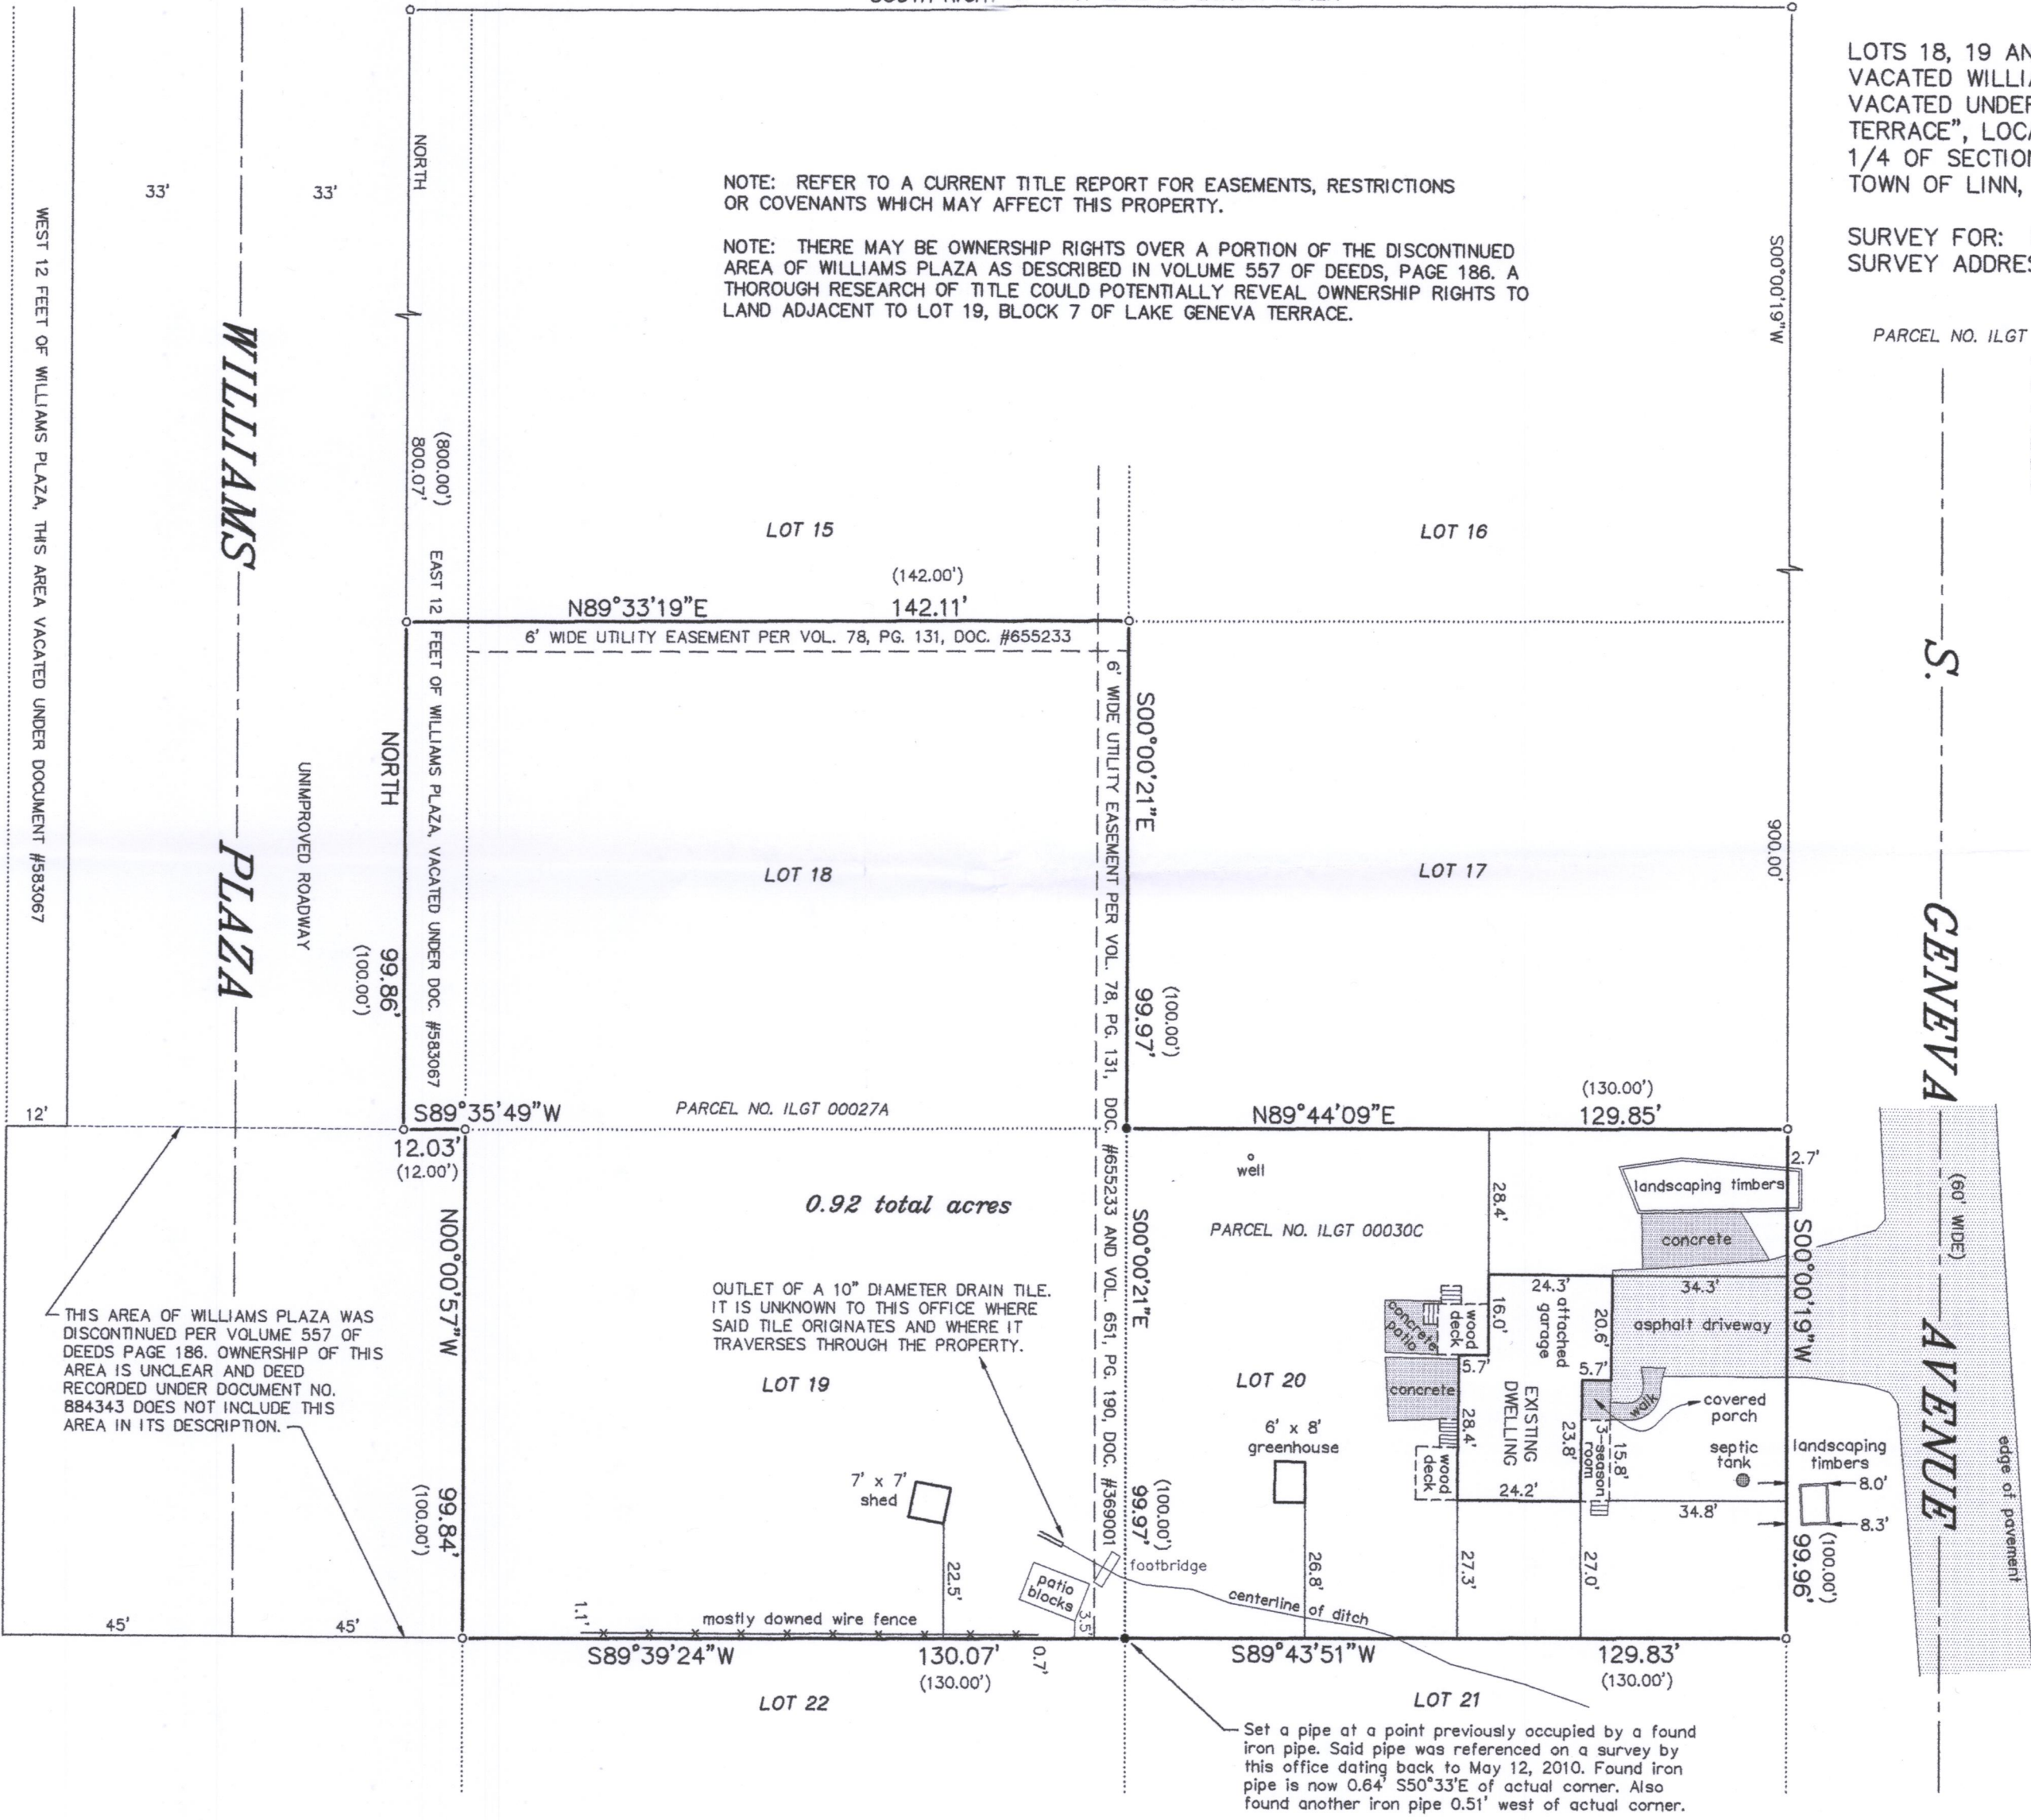 LOTS 18, 19 AN
VACATED WILLIA
VACATED UNDER
TERRACE", LOCA
1/4 OF SECTION
TOWN OF LINN,
SURVEY FOR:
SURVEY ADDRES
PARCEL NO. ILGT
NOTE: REFER TO A CURRENT TITLE REPORT FOR EASEMENTS, RESTRICTIONS
OR COVENANTS WHICH MAY AFFECT THIS PROPERTY.
NOTE: THERE MAY BE OWNERSHIP RIGHTS OVER A PORTION OF THE DISCONTINUED
AREA OF WILLIAMS PLAZA AS DESCRIBED IN VOLUME 557 OF DEEDS, PAGE 186. A
THOROUGH RESEARCH OF TITLE COULD POTENTIALLY REVEAL OWNERSHIP RIGHTS TO
LAND ADJACENT TO LOT 19, BLOCK 7 OF LAKE GENEVA TERRACE.
33'
33'
NORTH
WEST 12 FEET OF WILLIAMS PLAZA, THIS AREA VACATED UNDER DOCUMENT #583067
WILLIAMS PLAZA
UNIMPROVED ROADWAY
(800.00')
800.07'
EAST 12 FEET OF WILLIAMS PLAZA, VACATED UNDER DOC. #583067
S00°00'19"W
900.00'
S. GENEVA AVENUE
(60' WIDE)
edge of pavement
LOT 15
LOT 16
(142.00')
N89°33'19"E 142.11'
6' WIDE UTILITY EASEMENT PER VOL. 78, PG. 131, DOC. #655233
6' WIDE UTILITY EASEMENT PER VOL. 78, PG. 131, DOC. #655233 AND VOL. 651, PG. 190, DOC. #369001
S00°00'21"E
(100.00')
99.97'
NORTH
99.86'
(100.00')
LOT 18
LOT 17
12'
S89°35'49"W
PARCEL NO. ILGT 00027A
12.03'
(12.00')
(130.00')
N89°44'09"E 129.85'
2.7'
well
landscaping timbers
concrete
28.4'
S00°00'19"W
0.92 total acres
PARCEL NO. ILGT 00030C
N00°00'57"W
99.84'
(100.00')
S00°00'21"E
(100.00')
99.97'
THIS AREA OF WILLIAMS PLAZA WAS
DISCONTINUED PER VOLUME 557 OF
DEEDS PAGE 186. OWNERSHIP OF THIS
AREA IS UNCLEAR AND DEED
RECORDED UNDER DOCUMENT NO.
884343 DOES NOT INCLUDE THIS
AREA IN ITS DESCRIPTION.
OUTLET OF A 10" DIAMETER DRAIN TILE.
IT IS UNKNOWN TO THIS OFFICE WHERE
SAID TILE ORIGINATES AND WHERE IT
TRAVERSES THROUGH THE PROPERTY.
LOT 19
LOT 20
24.3'
34.3'
16.0'
attached
garage
20.6'
asphalt driveway
concrete
patio
wood
deck
5.7'
5.7'
concrete
28.4'
EXISTING
DWELLING
23.8'
walk
covered
porch
3-season
room
15.8'
septic
tank
landscaping
timbers
8.0'
8.3'
wood
deck
24.2'
34.8'
6' x 8'
greenhouse
7' x 7'
shed
22.5'
26.8'
27.3'
27.0'
(100.00')
99.96'
footbridge
patio
blocks
3.5'
centerline of ditch
45'
45'
1.1'
mostly downed wire fence
0.7'
S89°39'24"W 130.07'
(130.00')
S89°43'51"W 129.83'
(130.00')
LOT 22
LOT 21
Set a pipe at a point previously occupied by a found
iron pipe. Said pipe was referenced on a survey by
this office dating back to May 12, 2010. Found iron
pipe is now 0.64' S50°33'E of actual corner. Also
found another iron pipe 0.51' west of actual corner.